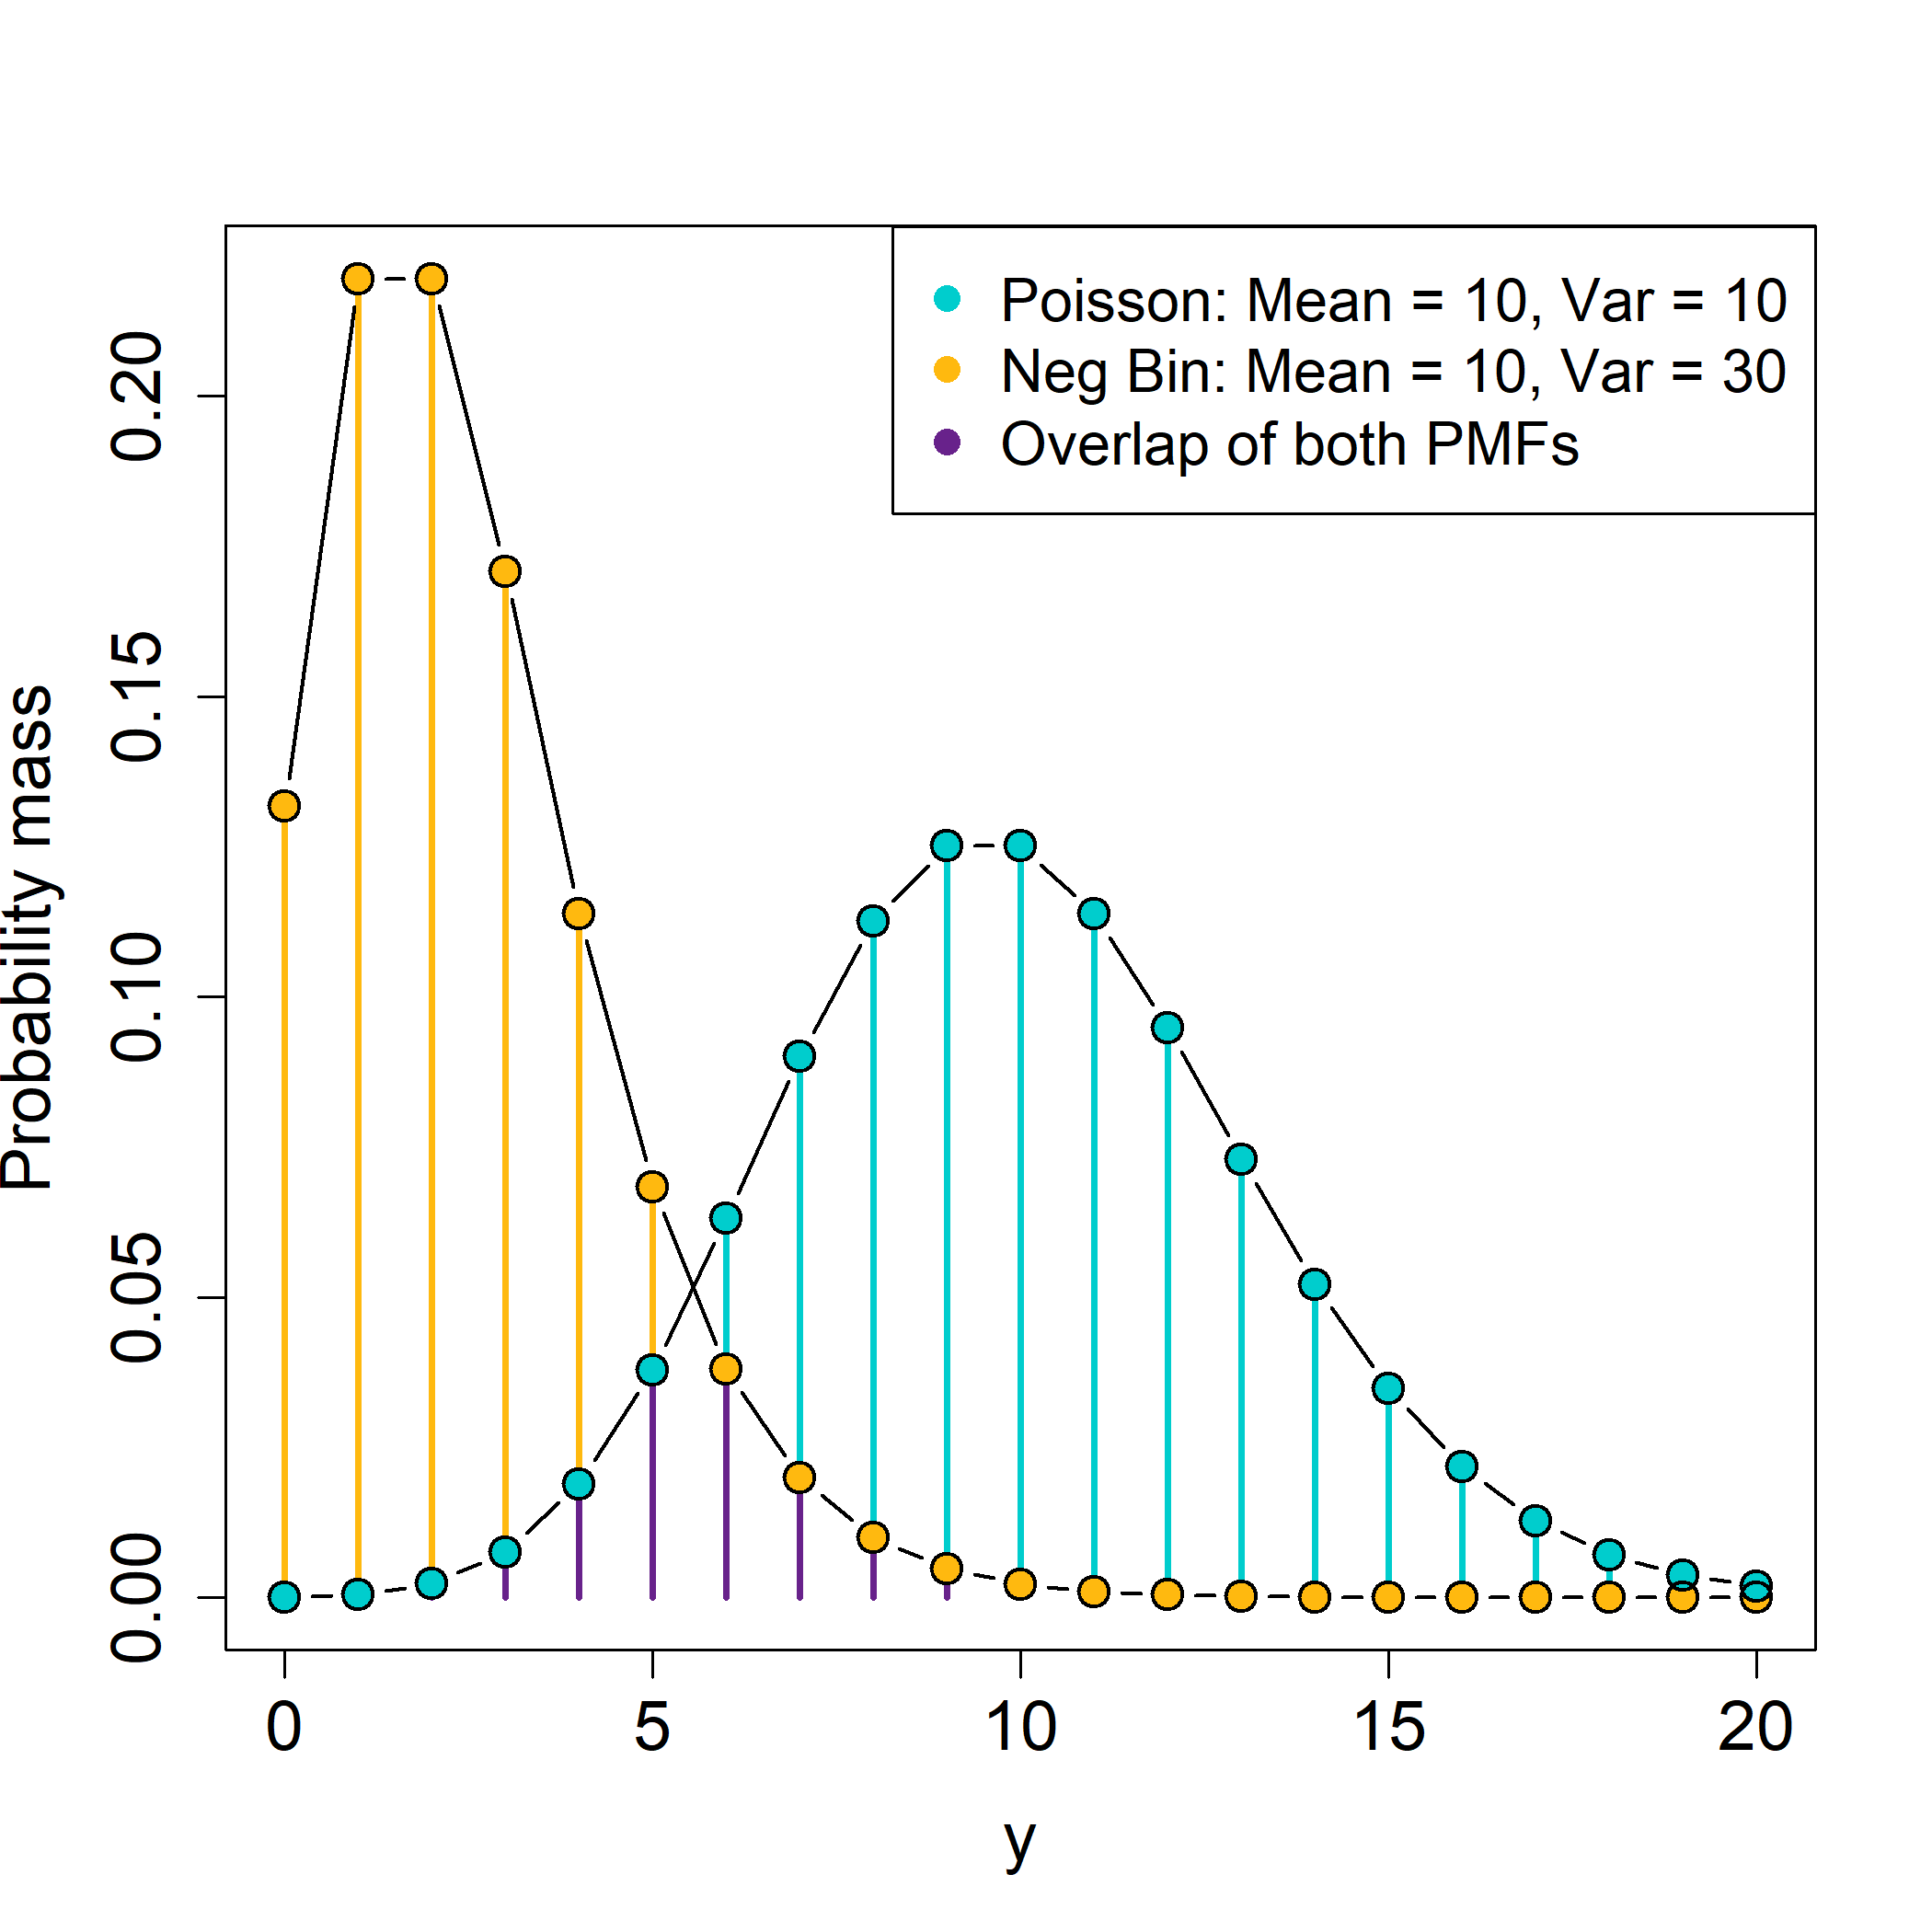 Poisson: Mean = 10, Var = 10
Neg Bin: Mean = 10, Var = 30
Overlap of both PMFs
Probability mass
0.20
0.15
0.10
0.05
0.00
0 5 10 15 20
y